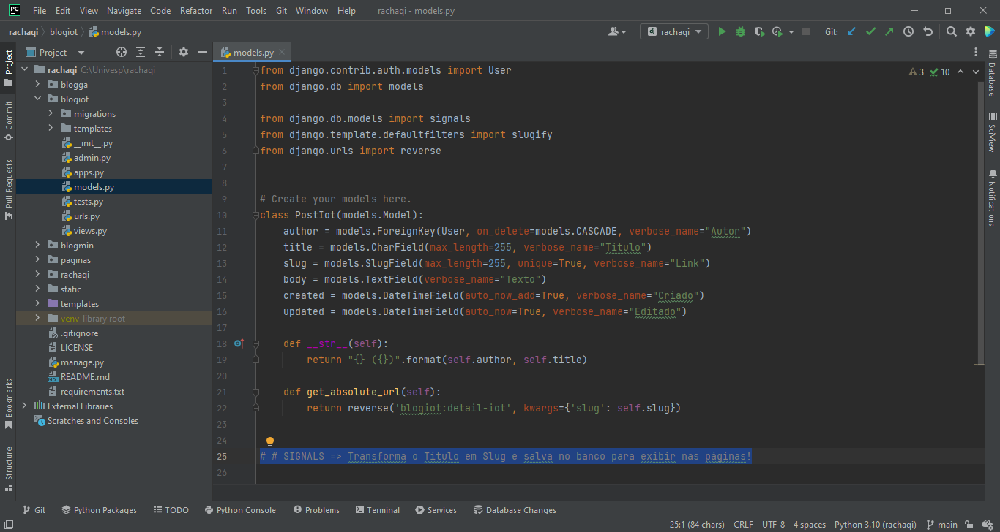 PC File Edit View Navigate Code Refactor Run Tools Git Window Help rachaqi - models.py
rachaqi blogiot models.py rachaqi Git:
Project models.py
rachaqi C:\Univesp\rachaqi
blogga
blogiot
migrations
templates
__init__.py
admin.py
apps.py
models.py
tests.py
urls.py
views.py
blogmin
paginas
rachaqi
static
templates
venv library root
.gitignore
LICENSE
manage.py
MD README.md
requirements.txt
External Libraries
Scratches and Consoles
Project
Commit
Pull Requests
Bookmarks
Structure
3 10
1 from django.contrib.auth.models import User
2 from django.db import models
3
4 from django.db.models import signals
5 from django.template.defaultfilters import slugify
6 from django.urls import reverse
7
8
9 # Create your models here.
10 class PostIot(models.Model):
11 author = models.ForeignKey(User, on_delete=models.CASCADE, verbose_name="Autor")
12 title = models.CharField(max_length=255, verbose_name="Título")
13 slug = models.SlugField(max_length=255, unique=True, verbose_name="Link")
14 body = models.TextField(verbose_name="Texto")
15 created = models.DateTimeField(auto_now_add=True, verbose_name="Criado")
16 updated = models.DateTimeField(auto_now=True, verbose_name="Editado")
17
18 def __str__(self):
19 return "{} ({})".format(self.author, self.title)
20
21 def get_absolute_url(self):
22 return reverse('blogiot:detail-iot', kwargs={'slug': self.slug})
23
24
25 # # SIGNALS => Transforma o Título em Slug e salva no banco para exibir nas páginas!
26
Database
SciView
Notifications
Git Python Packages TODO Python Console Problems Terminal Services Database Changes
25:1 (84 chars) CRLF UTF-8 4 spaces Python 3.10 (rachaqi) main